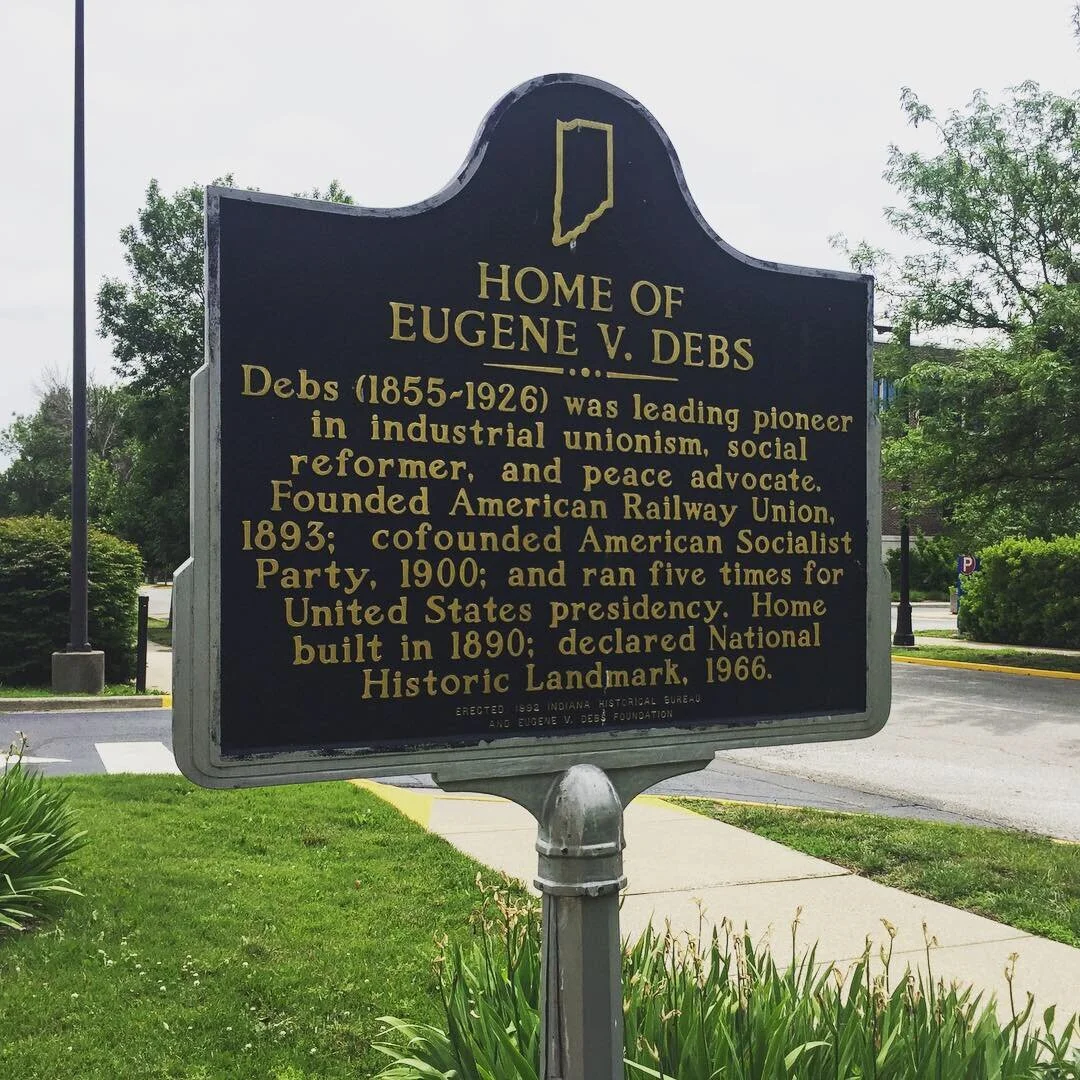 HOME OF
EUGENE V. DEBS
Debs (1855~1926) was leading pioneer
in industrial unionism, social
reformer, and peace advocate.
Founded American Railway Union,
1893; cofounded American Socialist
Party, 1900; and ran five times for
United States presidency. Home
built in 1890; declared National
Historic Landmark, 1966.
ERECTED 1992 INDIANA HISTORICAL BUREAU
AND EUGENE V. DEBS FOUNDATION
P